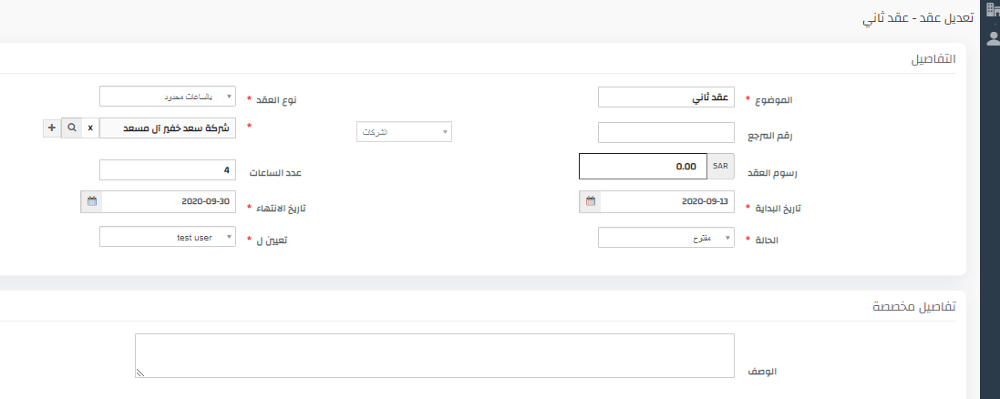 تعديل عقد - عقد ثاني
التفاصيل
الموضوع * عقد ثاني نوع العقد * بالساعات محدود
رقم المرجع الشركات * شركة سعد خفير آل مسعد x
رسوم العقد SAR 0.00 عدد الساعات 4
تاريخ البداية * 2020-09-13 تاريخ الانتهاء * 2020-09-30
الحالة * مفتوح تعيين ل * test user
تفاصيل مخصصة
الوصف